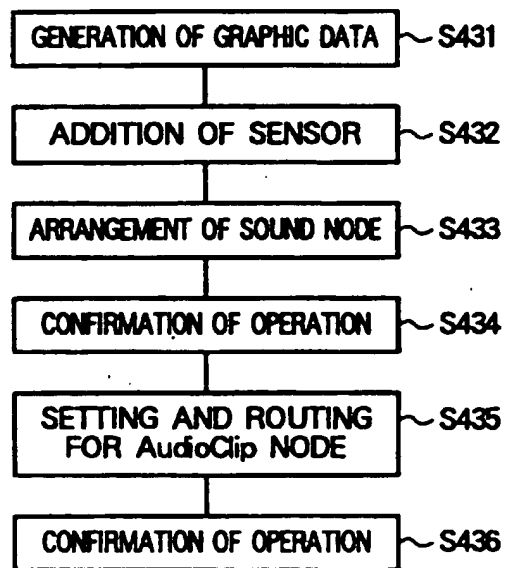 GENERATION OF GRAPHIC DATA S431
ADDITION OF SENSOR S432
ARRANGEMENT OF SOUND NODE S433
CONFIRMATION OF OPERATION S434
SETTING AND ROUTING S435
FOR AudioClip NODE
CONFIRMATION OF OPERATION S436